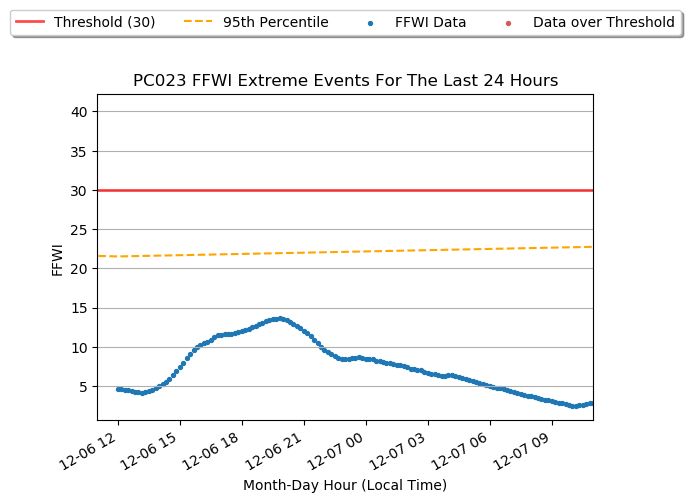 Threshold (30) 95th Percentile FFWI Data Data over Threshold
PC023 FFWI Extreme Events For The Last 24 Hours
40
35
30
25
20
15
10
5
FFWI
12-06 12 12-06 15 12-06 18 12-06 21 12-07 00 12-07 03 12-07 06 12-07 09
Month-Day Hour (Local Time)